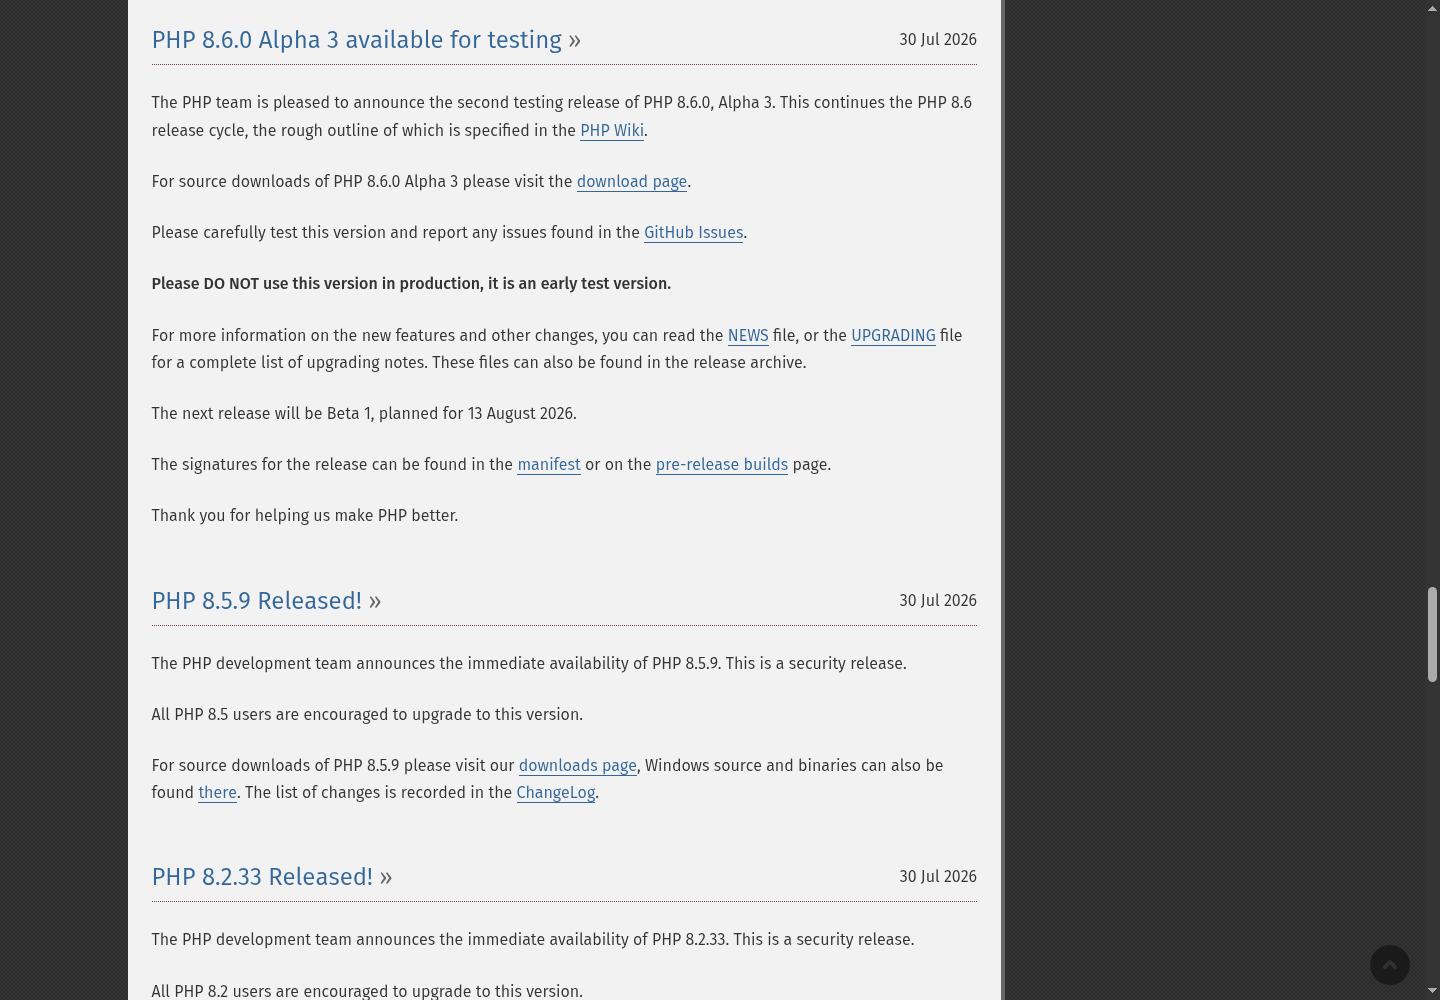 PHP 8.6.0 Alpha 3 available for testing » 30 Jul 2026
The PHP team is pleased to announce the second testing release of PHP 8.6.0, Alpha 3. This continues the PHP 8.6
release cycle, the rough outline of which is specified in the PHP Wiki.
For source downloads of PHP 8.6.0 Alpha 3 please visit the download page.
Please carefully test this version and report any issues found in the GitHub Issues.
Please DO NOT use this version in production, it is an early test version.
For more information on the new features and other changes, you can read the NEWS file, or the UPGRADING file
for a complete list of upgrading notes. These files can also be found in the release archive.
The next release will be Beta 1, planned for 13 August 2026.
The signatures for the release can be found in the manifest or on the pre-release builds page.
Thank you for helping us make PHP better.
PHP 8.5.9 Released! » 30 Jul 2026
The PHP development team announces the immediate availability of PHP 8.5.9. This is a security release.
All PHP 8.5 users are encouraged to upgrade to this version.
For source downloads of PHP 8.5.9 please visit our downloads page, Windows source and binaries can also be
found there. The list of changes is recorded in the ChangeLog.
PHP 8.2.33 Released! » 30 Jul 2026
The PHP development team announces the immediate availability of PHP 8.2.33. This is a security release.
All PHP 8.2 users are encouraged to upgrade to this version.